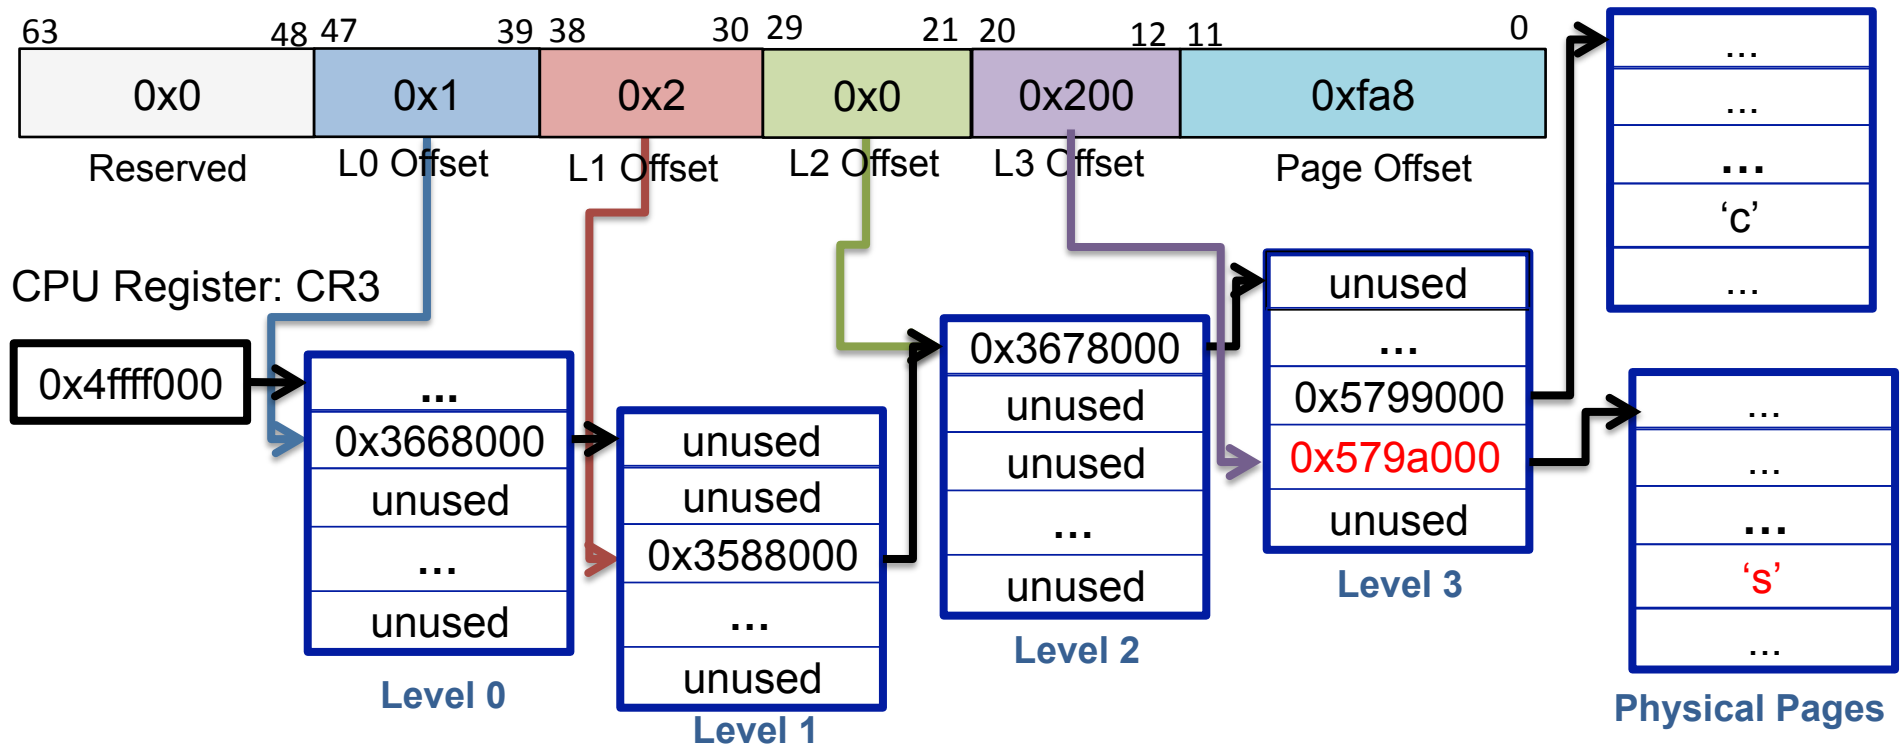 63 48 47 39 38 30 29 21 20 12 11 0
0x0 0x1 0x2 0x0 0x200 0xfa8
Reserved L0 Offset L1 Offset L2 Offset L3 Offset Page Offset
CPU Register: CR3
0x4ffff000
...
0x3668000
unused
...
unused
Level 0
unused
unused
0x3588000
...
unused
Level 1
0x3678000
unused
unused
...
unused
Level 2
unused
...
0x5799000
0x579a000
unused
Level 3
...
...
...
‘c’
...
...
...
...
‘s’
...
Physical Pages